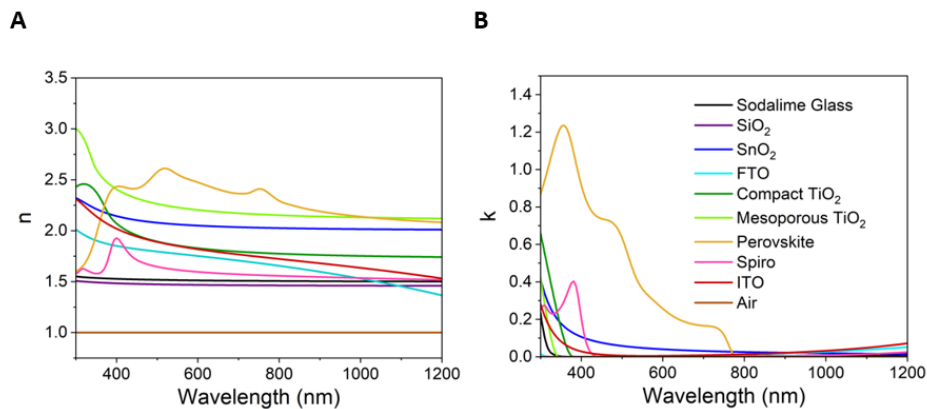 A
B
3.5
3.0
2.5
2.0
1.5
1.0
n
400
600
800
1000
1200
Wavelength (nm)
1.4
1.2
1.0
0.8
0.6
0.4
0.2
0.0
k
400
600
800
1000
1200
Wavelength (nm)
Sodalime Glass
SiO₂
SnO₂
FTO
Compact TiO₂
Mesoporous TiO₂
Perovskite
Spiro
ITO
Air